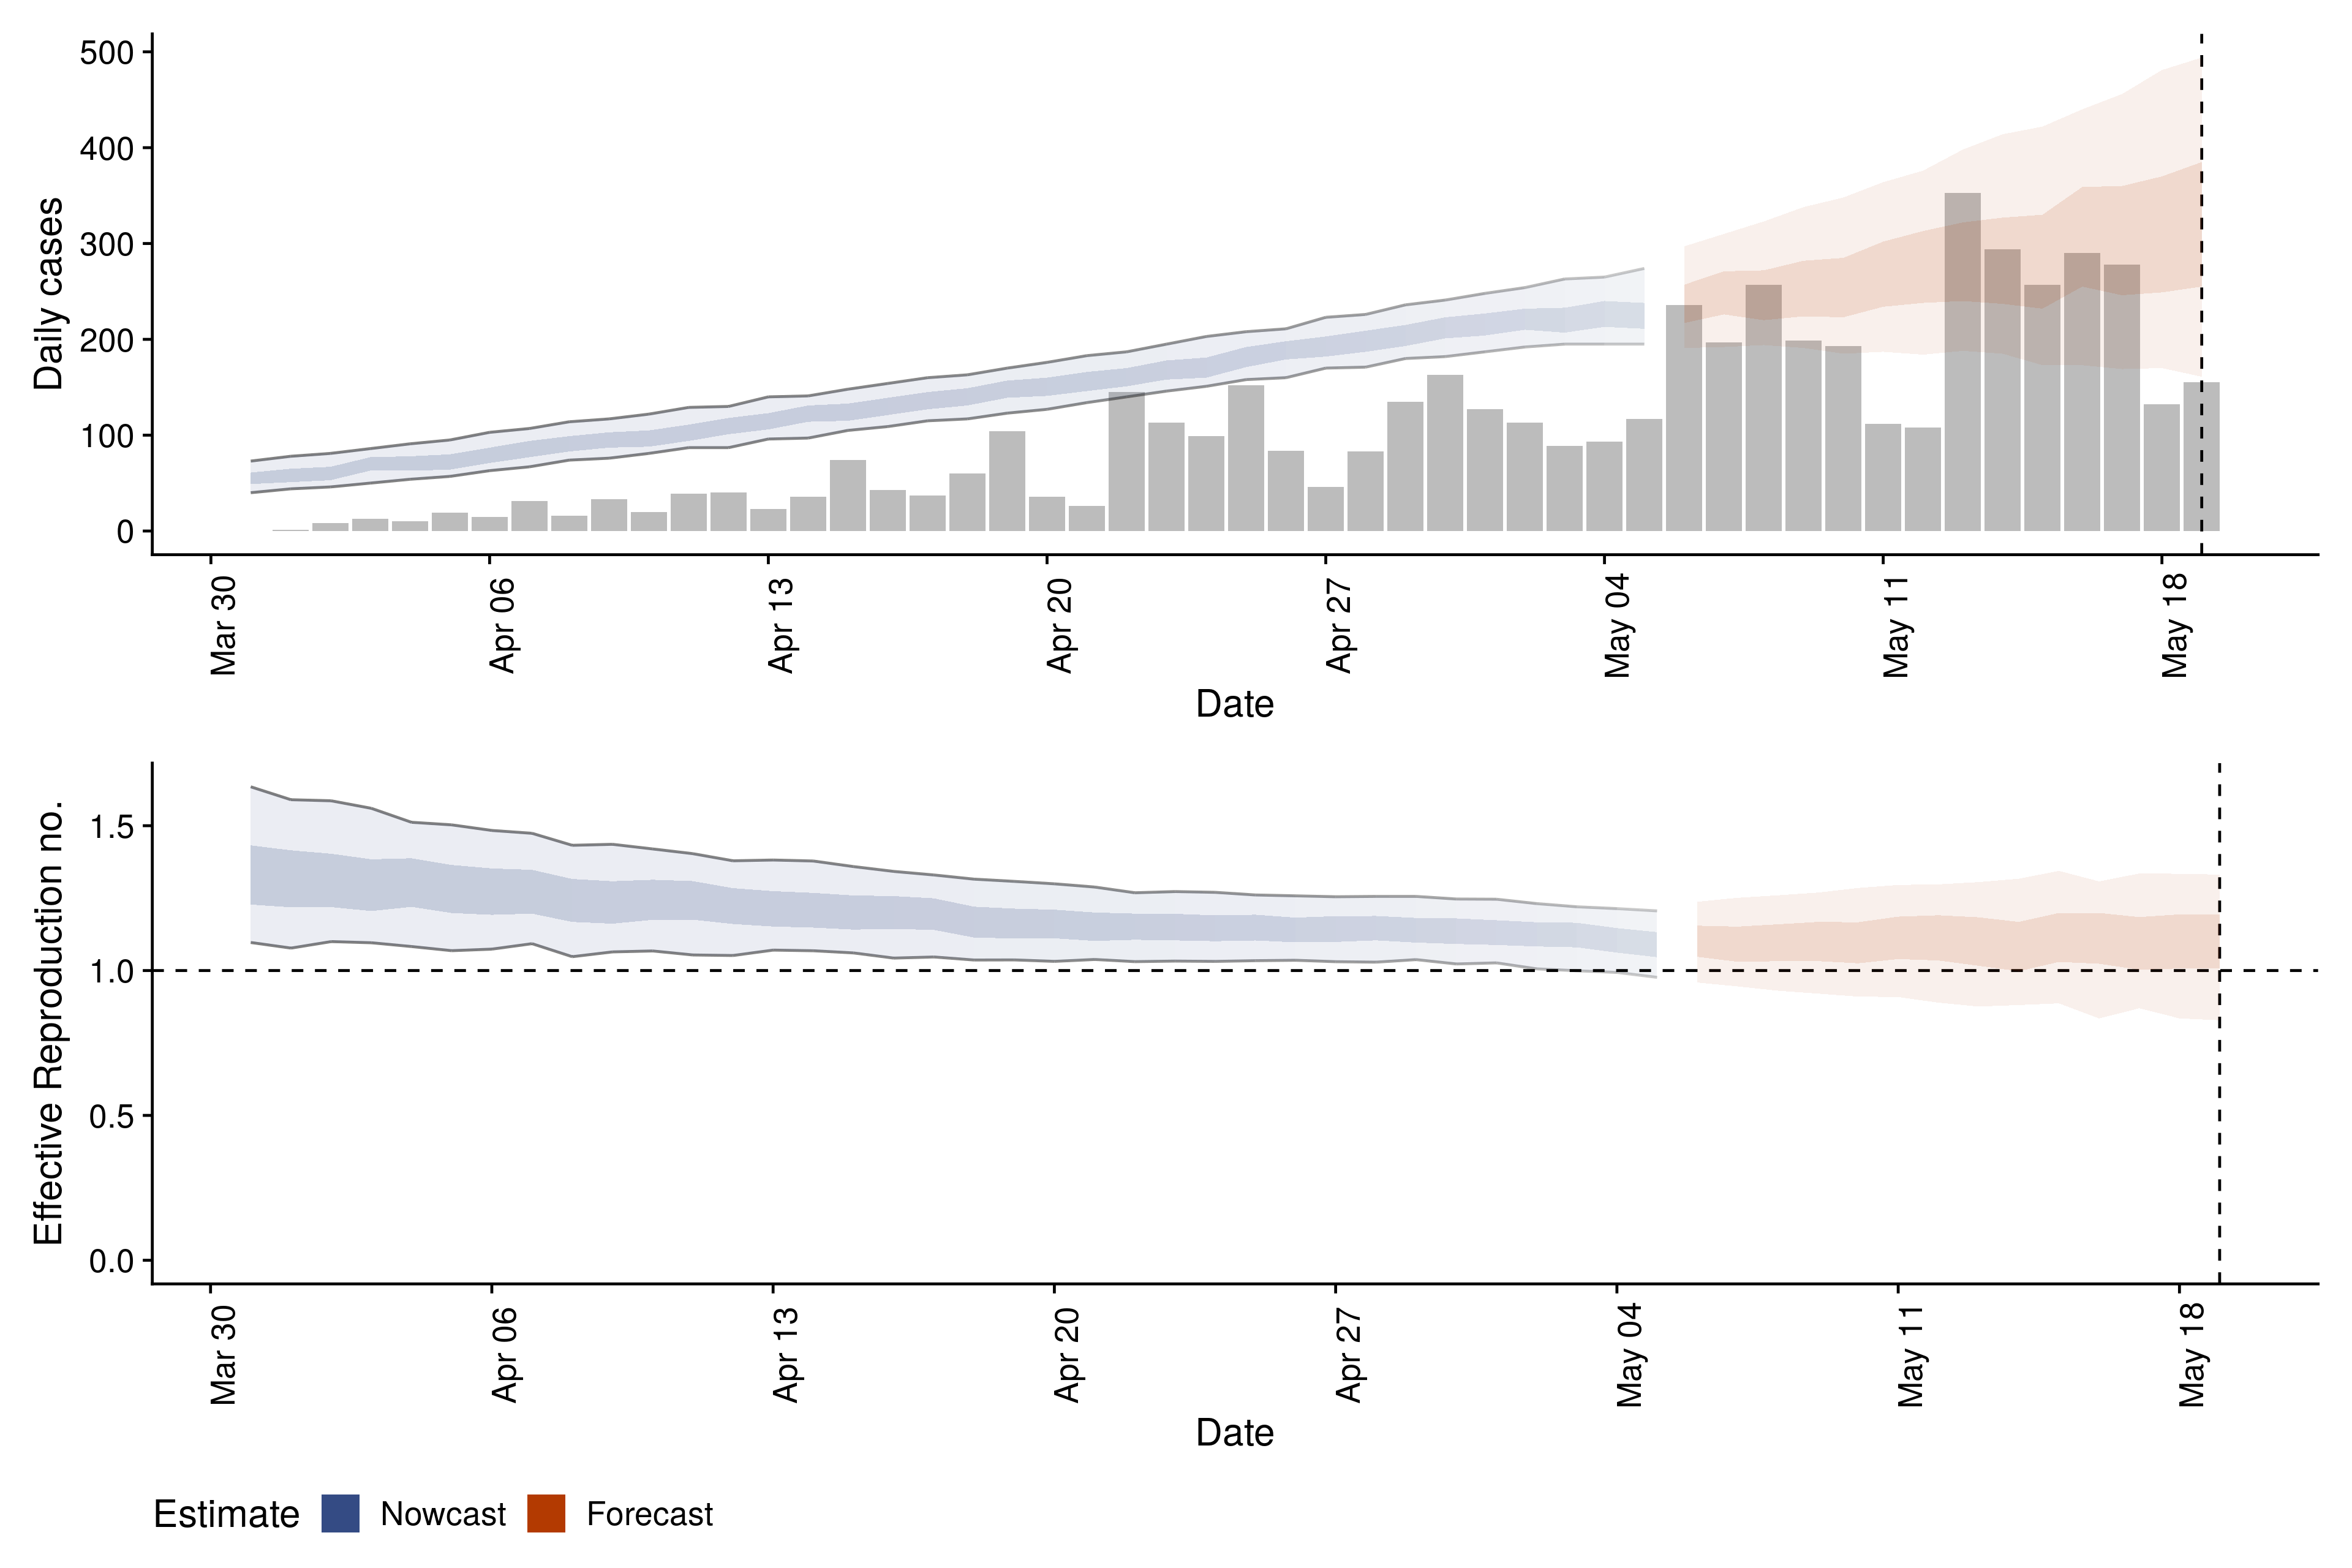 500
400
300
200
100
0
Daily cases
Mar 30 Apr 06 Apr 13 Apr 20 Apr 27 May 04 May 11 May 18
Date
1.5
1.0
0.5
0.0
Effective Reproduction no.
Mar 30 Apr 06 Apr 13 Apr 20 Apr 27 May 04 May 11 May 18
Date
Estimate Nowcast Forecast